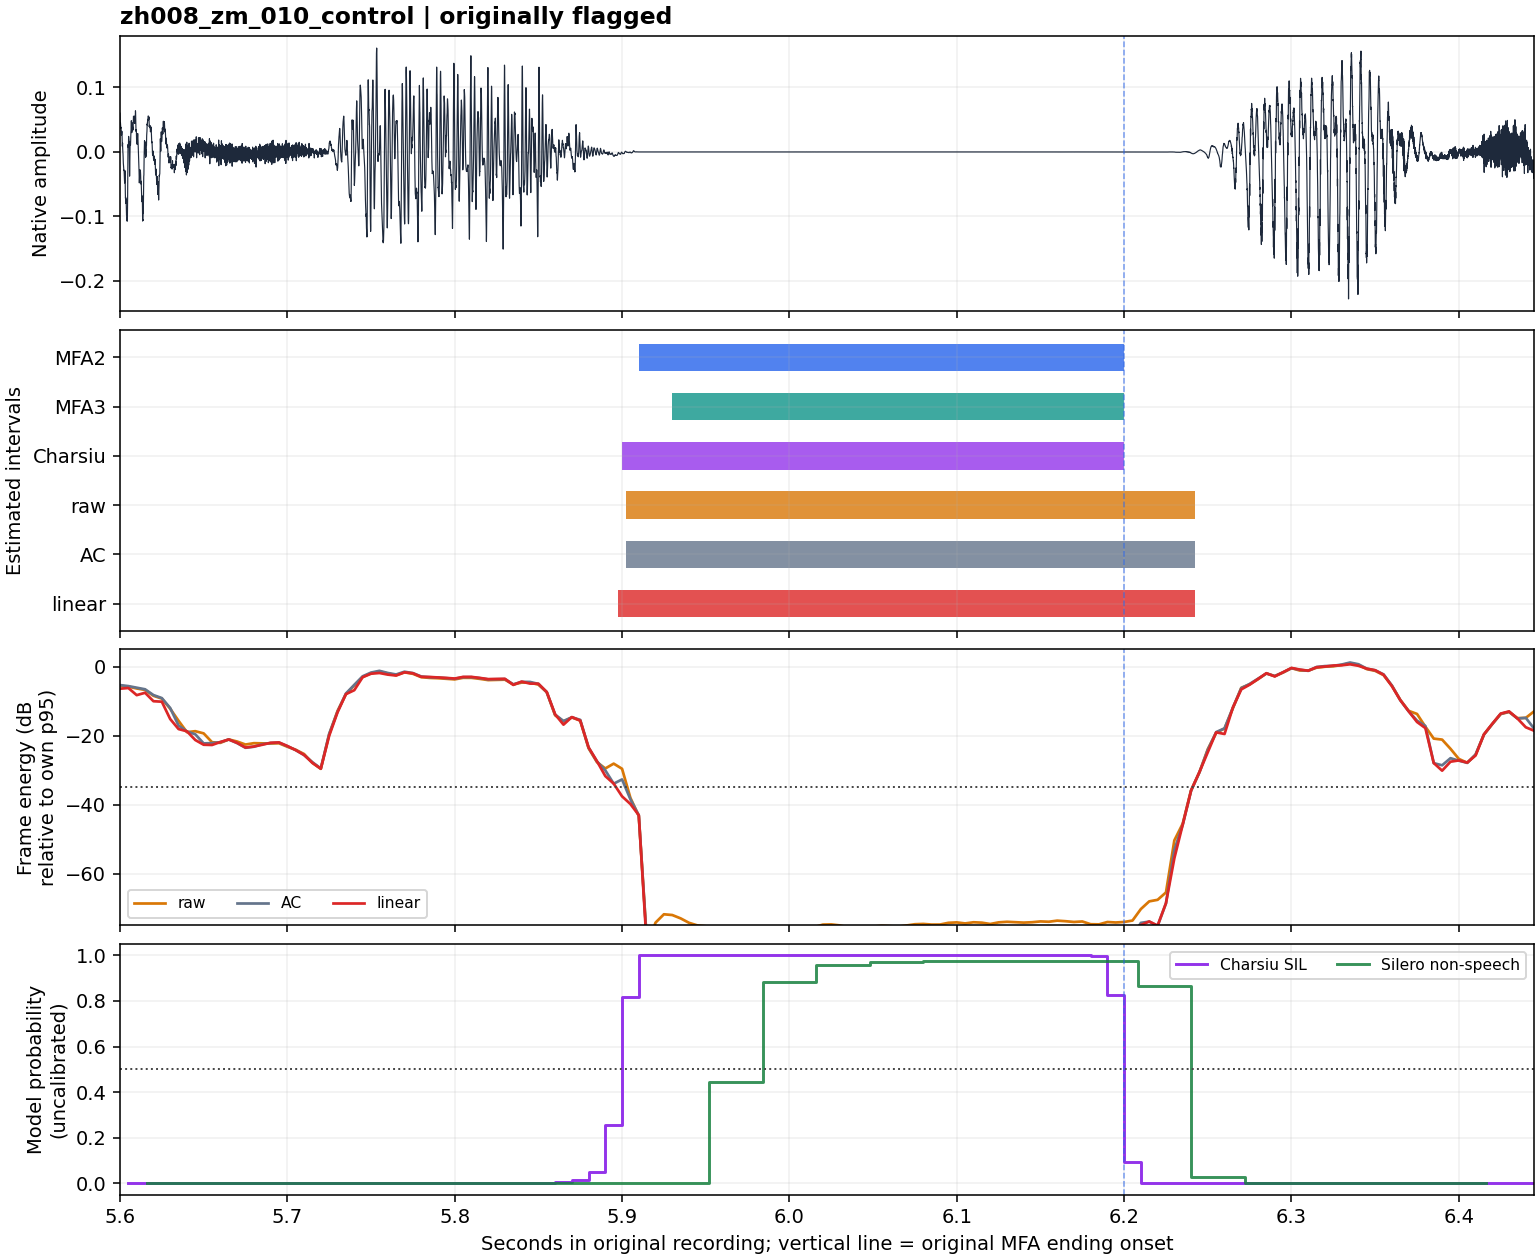 zh008_zm_010_control | originally flagged
Native amplitude
0.1
0.0
−0.1
−0.2
Estimated intervals
MFA2
MFA3
Charsiu
raw
AC
linear
Frame energy (dB
relative to own p95)
0
−20
−40
−60
raw
AC
linear
Model probability
(uncalibrated)
1.0
0.8
0.6
0.4
0.2
0.0
Charsiu SIL
Silero non-speech
5.6
5.7
5.8
5.9
6.0
6.1
6.2
6.3
6.4
Seconds in original recording; vertical line = original MFA ending onset